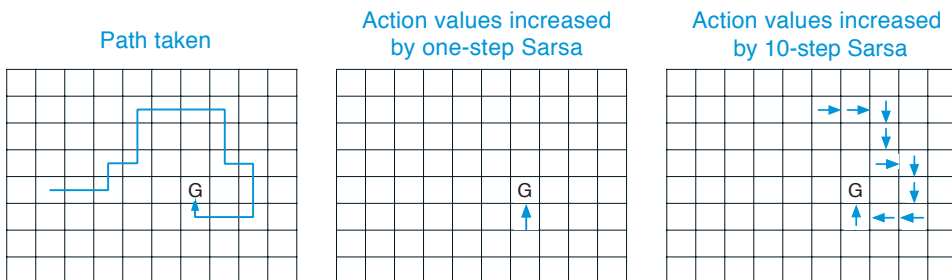 Path taken
Action values increased
by one-step Sarsa
Action values increased
by 10-step Sarsa
G
G
G